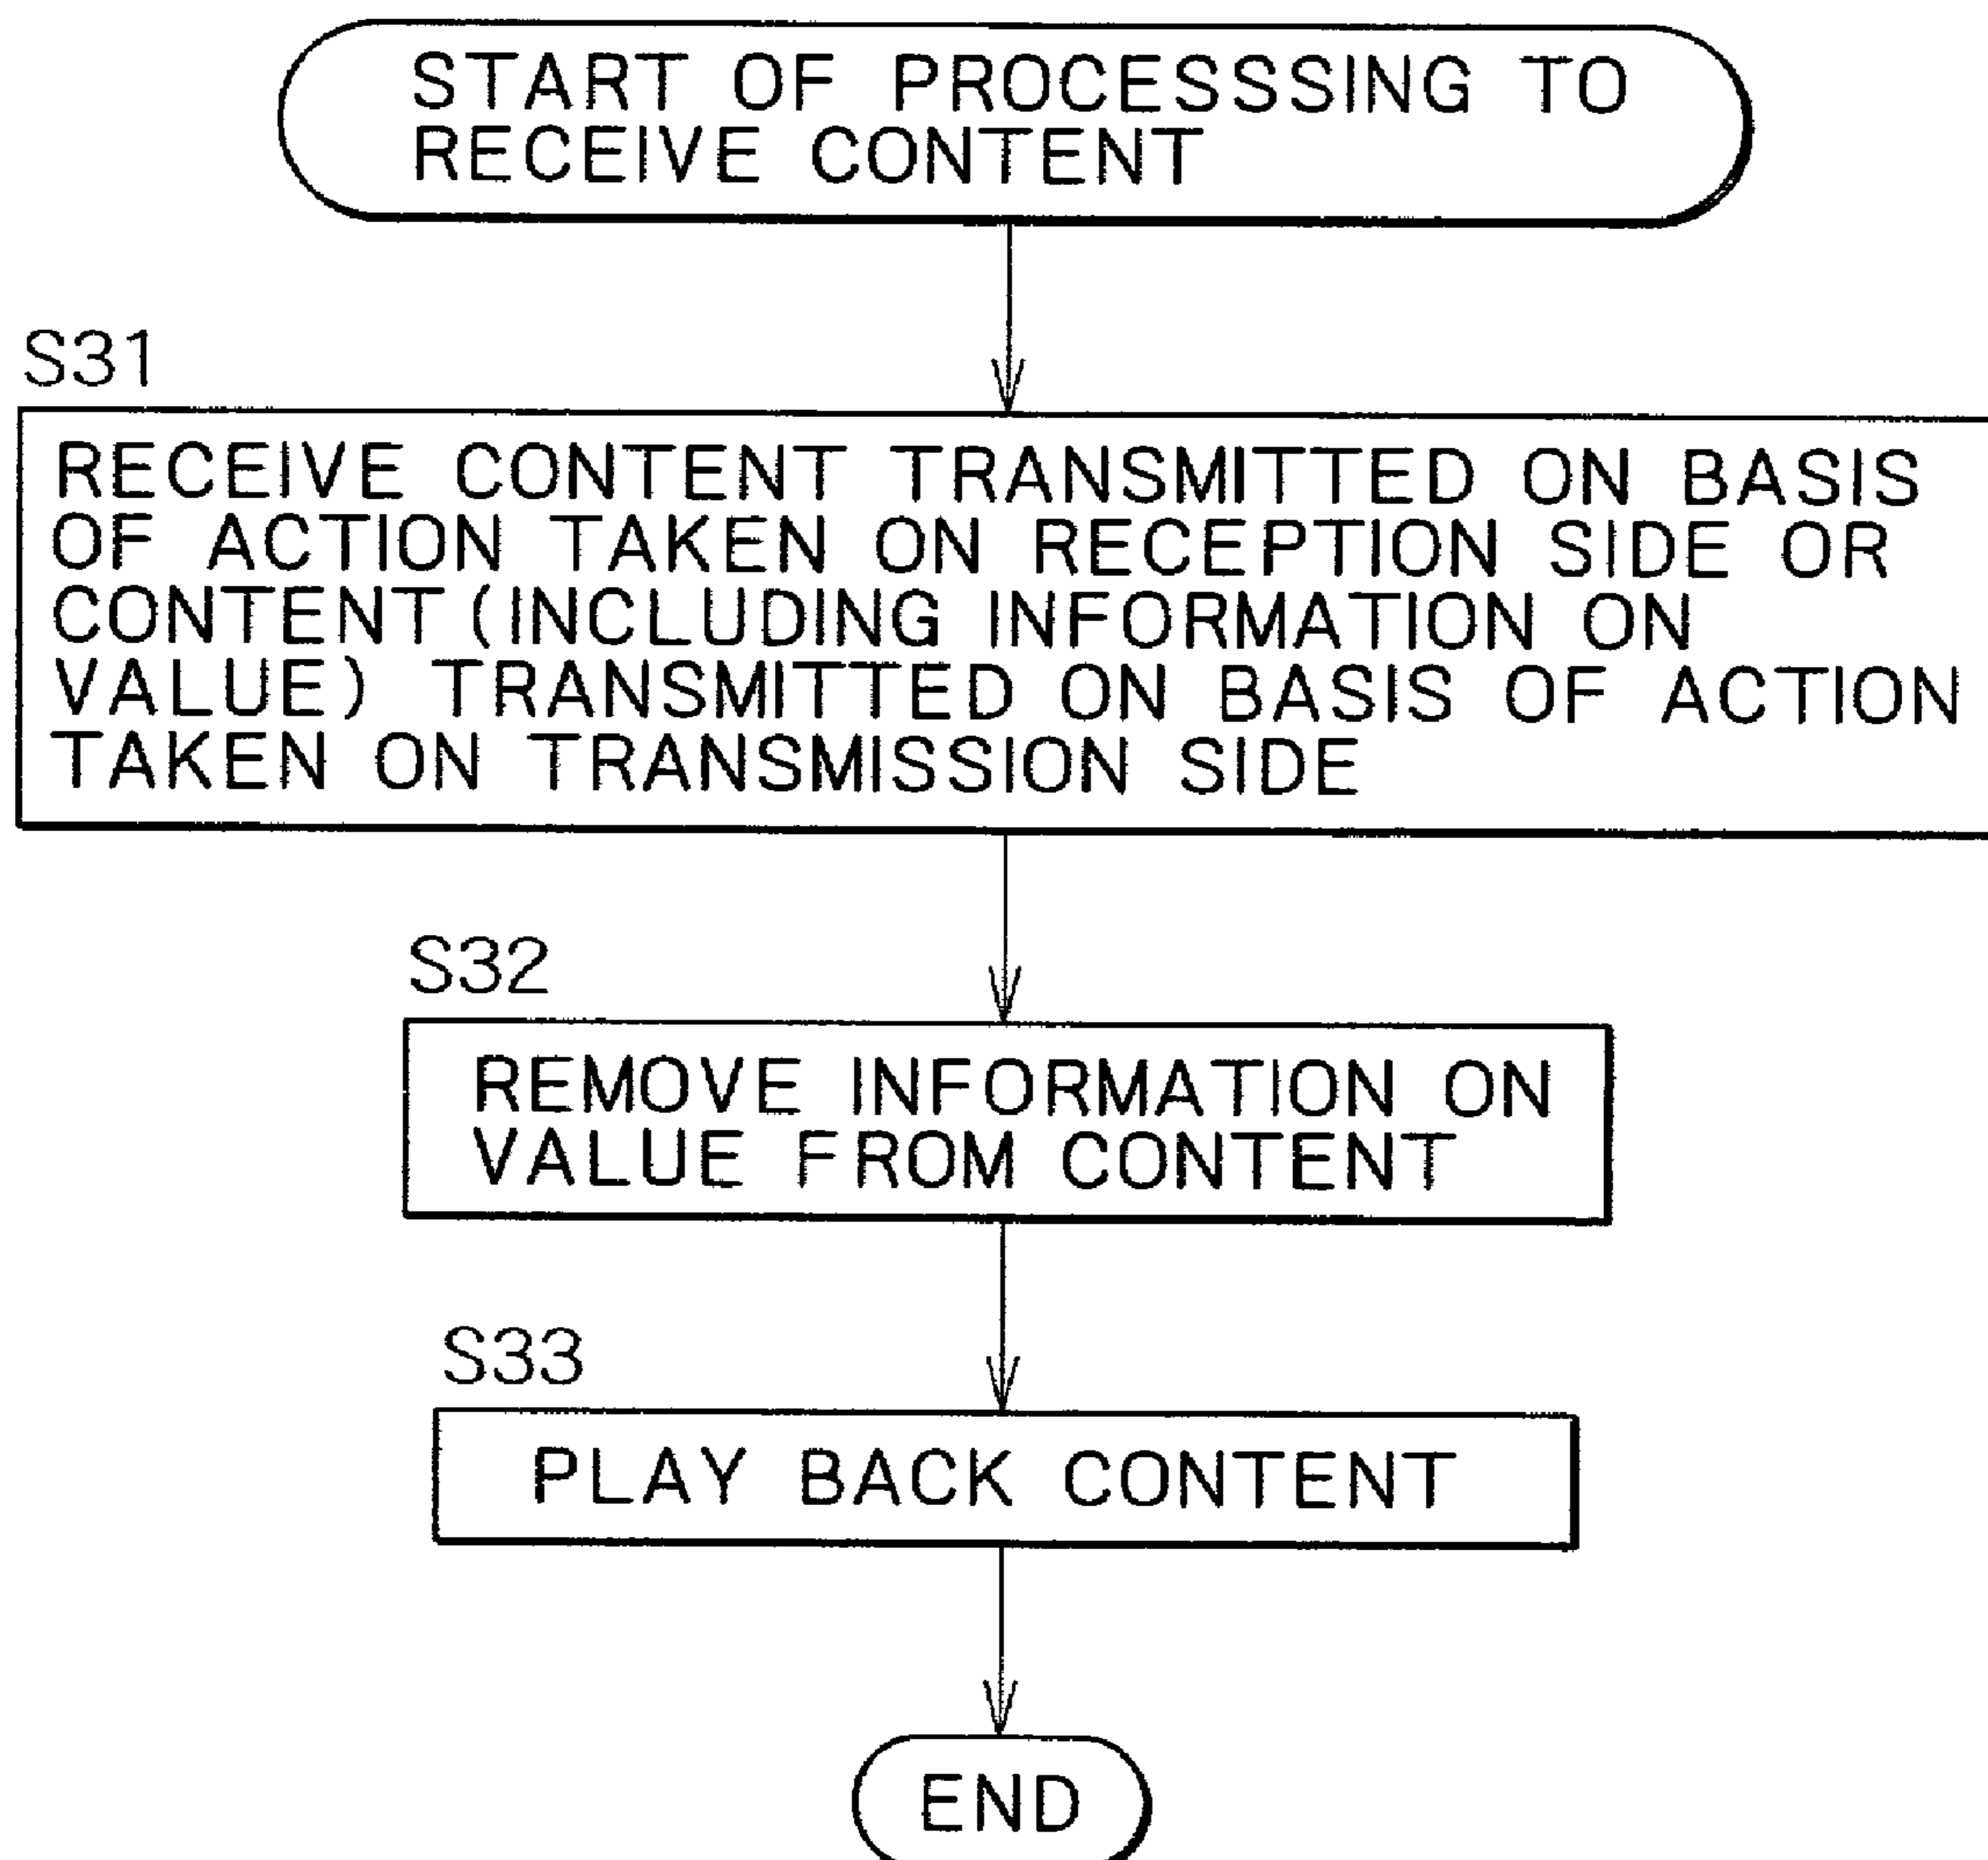 START OF PROCESSSING TO
RECEIVE CONTENT
S31
RECEIVE CONTENT TRANSMITTED ON BASIS
OF ACTION TAKEN ON RECEPTION SIDE OR
CONTENT (INCLUDING INFORMATION ON
VALUE) TRANSMITTED ON BASIS OF ACTION
TAKEN ON TRANSMISSION SIDE
S32
REMOVE INFORMATION ON
VALUE FROM CONTENT
S33
PLAY BACK CONTENT
END